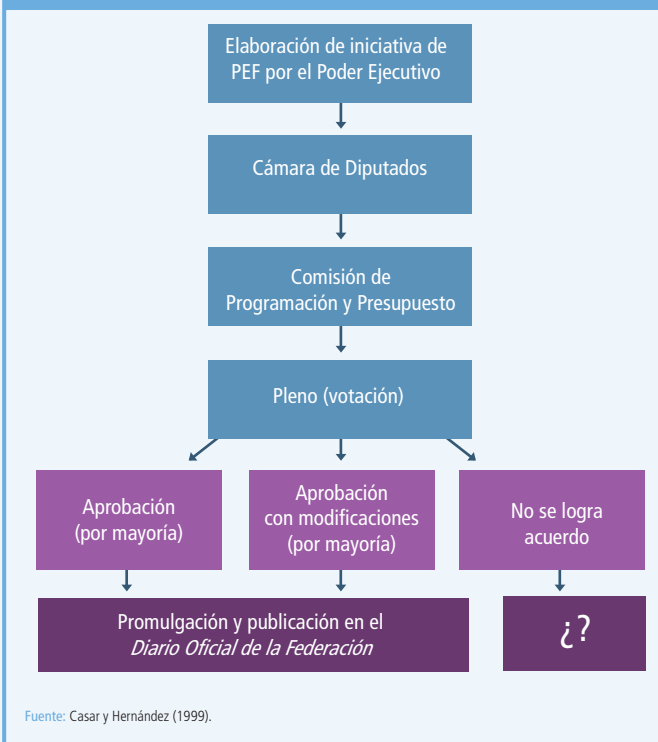 Elaboración de iniciativa de
PEF por el Poder Ejecutivo
Cámara de Diputados
Comisión de
Programación y Presupuesto
Pleno (votación)
Aprobación
(por mayoría)
Aprobación
con modificaciones
(por mayoría)
No se logra
acuerdo
Promulgación y publicación en el
Diario Oficial de la Federación
¿?
Fuente: Casar y Hernández (1999).